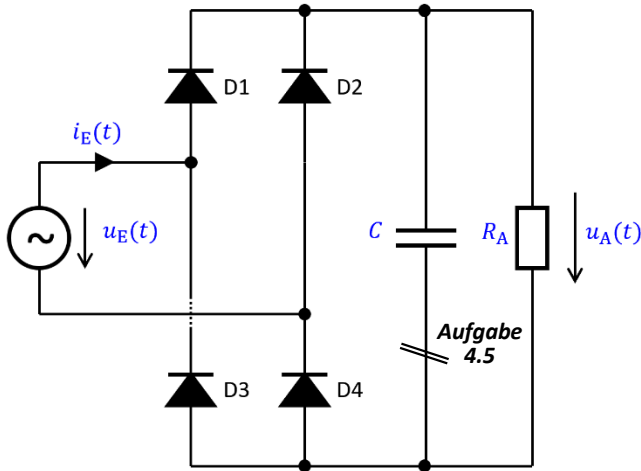 D1
D2
i_E(t)
u_E(t)
~
C
R_A
u_A(t)
Aufgabe
4.5
D3
D4